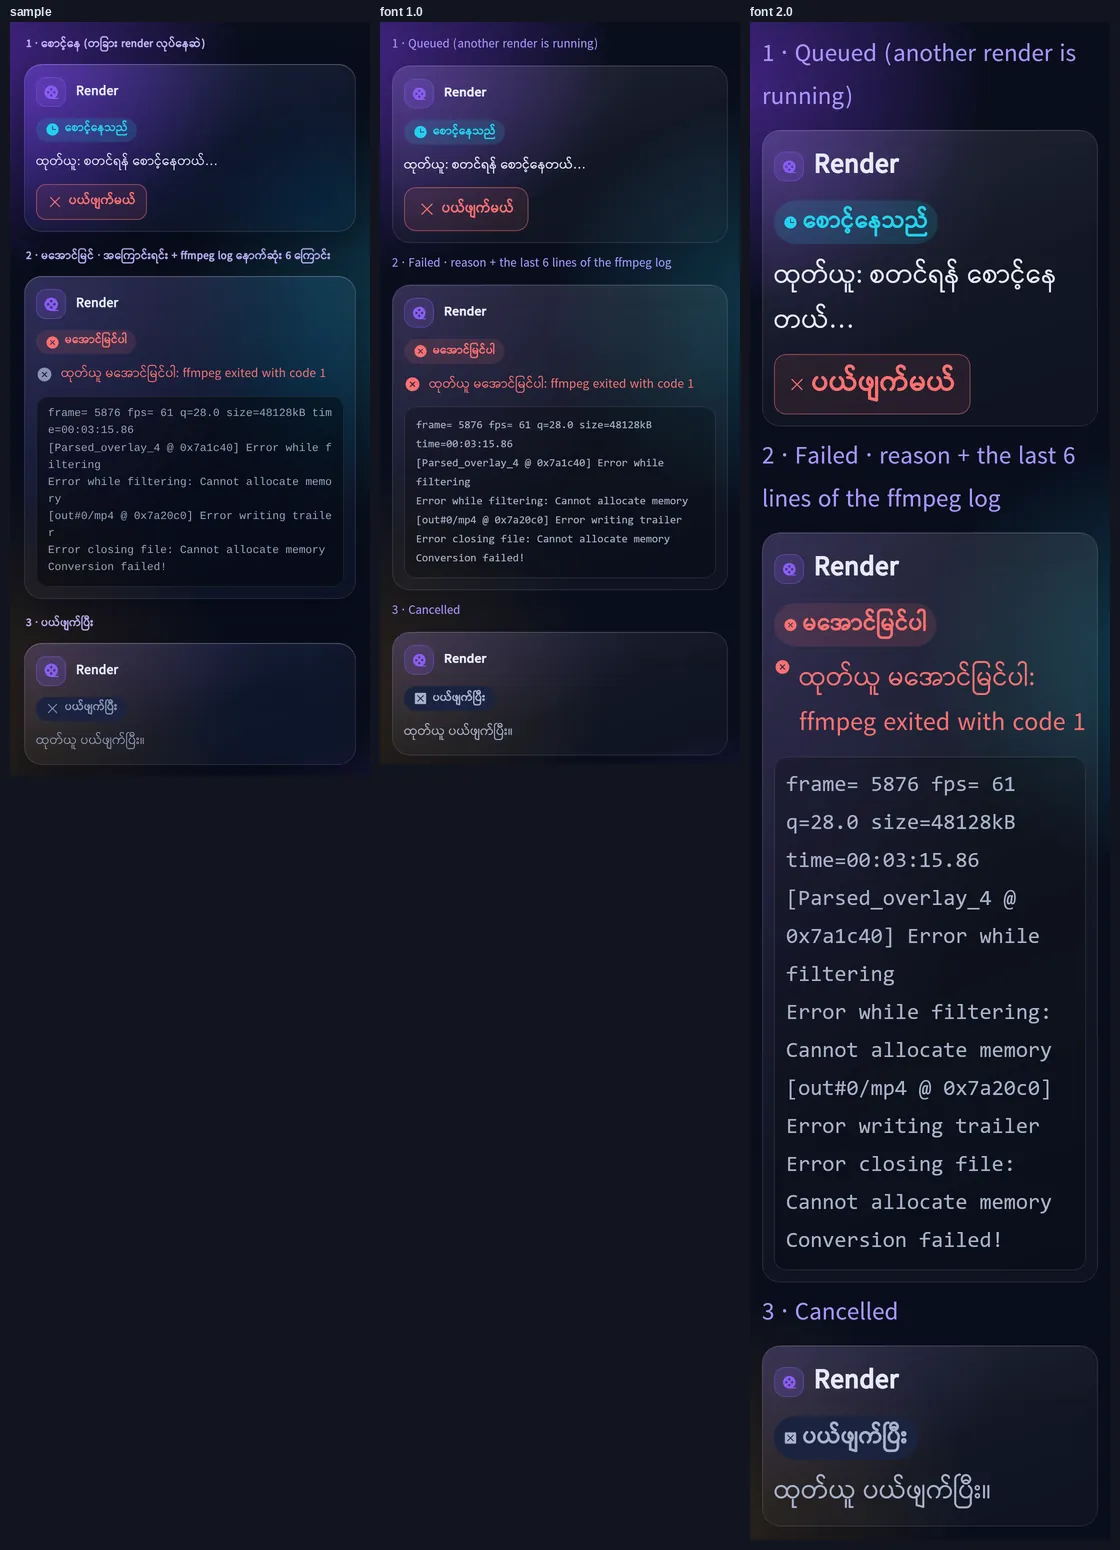 sample
1 · စောင့်နေ (တခြား render လုပ်နေဆဲ)
Render
စောင့်နေသည်
ထုတ်ယူ: စတင်ရန် စောင့်နေတယ်…
ပယ်ဖျက်မယ်
2 · မအောင်မြင် · အကြောင်းရင်း + ffmpeg log နောက်ဆုံး 6 ကြောင်း
Render
မအောင်မြင်ပါ
ထုတ်ယူ မအောင်မြင်ပါ: ffmpeg exited with code 1
frame= 5876 fps= 61 q=28.0 size=48128kB tim
e=00:03:15.86
[Parsed_overlay_4 @ 0x7a1c40] Error while f
iltering
Error while filtering: Cannot allocate memo
ry
[out#0/mp4 @ 0x7a20c0] Error writing traile
r
Error closing file: Cannot allocate memory
Conversion failed!
3 · ပယ်ဖျက်ပြီး
Render
ပယ်ဖျက်ပြီး
ထုတ်ယူ ပယ်ဖျက်ပြီး။
font 1.0
1 · Queued (another render is running)
Render
စောင့်နေသည်
ထုတ်ယူ: စတင်ရန် စောင့်နေတယ်…
ပယ်ဖျက်မယ်
2 · Failed · reason + the last 6 lines of the ffmpeg log
Render
မအောင်မြင်ပါ
ထုတ်ယူ မအောင်မြင်ပါ: ffmpeg exited with code 1
frame= 5876 fps= 61 q=28.0 size=48128kB
time=00:03:15.86
[Parsed_overlay_4 @ 0x7a1c40] Error while
filtering
Error while filtering: Cannot allocate memory
[out#0/mp4 @ 0x7a20c0] Error writing trailer
Error closing file: Cannot allocate memory
Conversion failed!
3 · Cancelled
Render
ပယ်ဖျက်ပြီး
ထုတ်ယူ ပယ်ဖျက်ပြီး။
font 2.0
1 · Queued (another render is
running)
Render
စောင့်နေသည်
ထုတ်ယူ: စတင်ရန် စောင့်နေ
တယ်…
ပယ်ဖျက်မယ်
2 · Failed · reason + the last 6
lines of the ffmpeg log
Render
မအောင်မြင်ပါ
ထုတ်ယူ မအောင်မြင်ပါ:
ffmpeg exited with code 1
frame= 5876 fps= 61
q=28.0 size=48128kB
time=00:03:15.86
[Parsed_overlay_4 @
0x7a1c40] Error while
filtering
Error while filtering:
Cannot allocate memory
[out#0/mp4 @ 0x7a20c0]
Error writing trailer
Error closing file:
Cannot allocate memory
Conversion failed!
3 · Cancelled
Render
ပယ်ဖျက်ပြီး
ထုတ်ယူ ပယ်ဖျက်ပြီး။